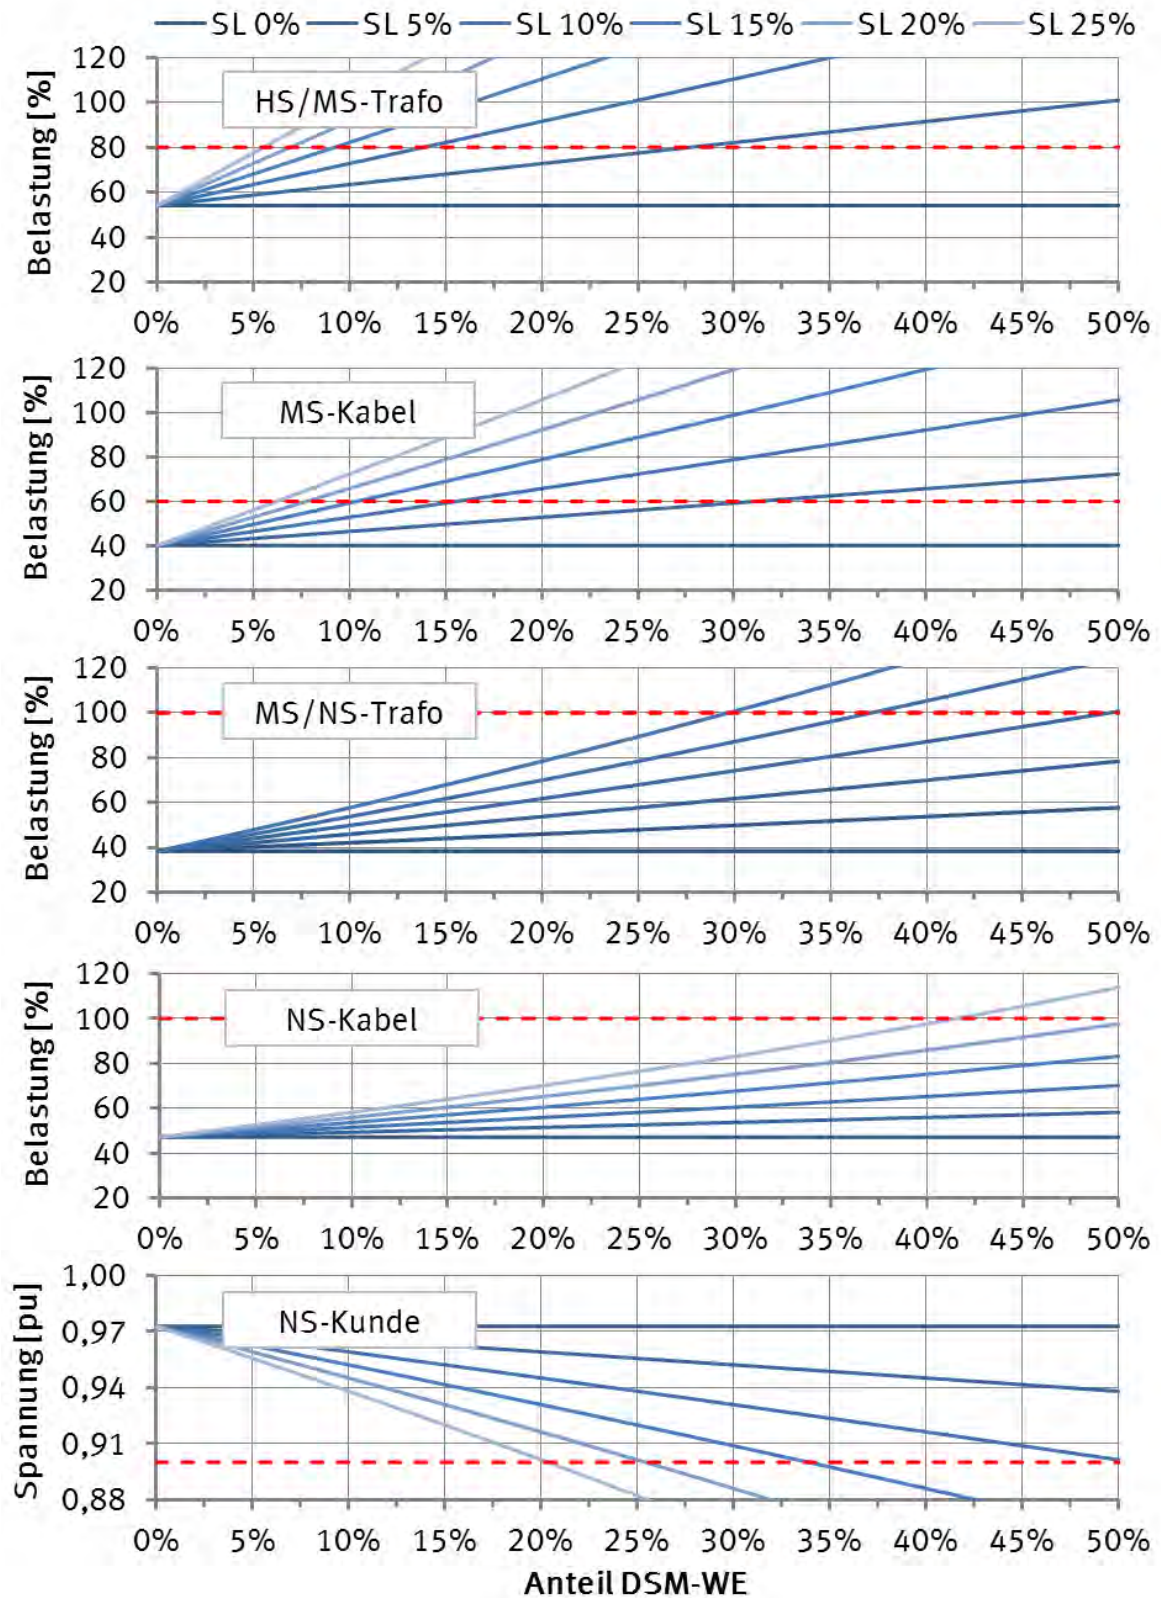 SL 0% SL 5% SL 10% SL 15% SL 20% SL 25%
Belastung [%]
120
100
80
60
40
20
HS/MS-Trafo
0% 5% 10% 15% 20% 25% 30% 35% 40% 45% 50%
Belastung [%]
120
100
80
60
40
20
MS-Kabel
0% 5% 10% 15% 20% 25% 30% 35% 40% 45% 50%
Belastung [%]
120
100
80
60
40
20
MS/NS-Trafo
0% 5% 10% 15% 20% 25% 30% 35% 40% 45% 50%
Belastung [%]
120
100
80
60
40
20
NS-Kabel
0% 5% 10% 15% 20% 25% 30% 35% 40% 45% 50%
Spannung [pu]
1,00
0,97
0,94
0,91
0,88
NS-Kunde
0% 5% 10% 15% 20% 25% 30% 35% 40% 45% 50%
Anteil DSM-WE